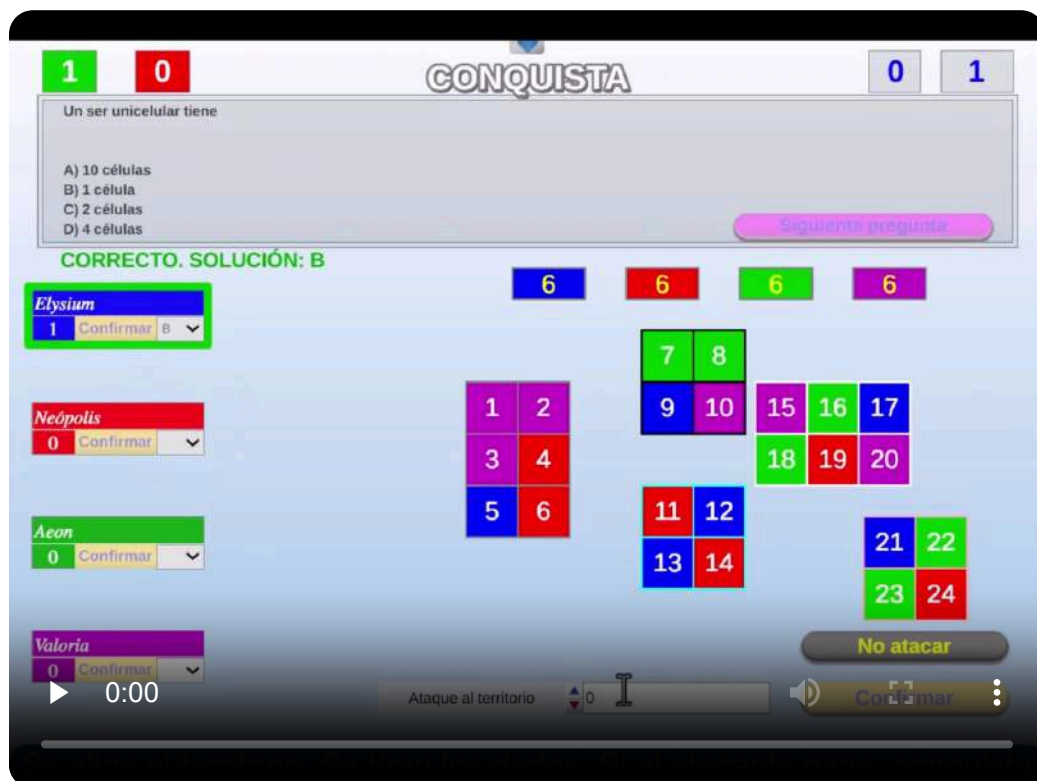 1 0 CONQUISTA 0 1
Un ser unicelular tiene
A) 10 células
B) 1 célula
C) 2 células
D) 4 células
Siguiente pregunta
CORRECTO. SOLUCIÓN: B
6 6 6 6
Elysium
1 Confirmar B
Neópolis
0 Confirmar
Aeon
0 Confirmar
Valoria
0 Confirmar
7 8
1 2 9 10 15 16 17
3 4 18 19 20
5 6 11 12
13 14 21 22
23 24
No atacar
Ataque al territorio 0 Confirmar
0:00